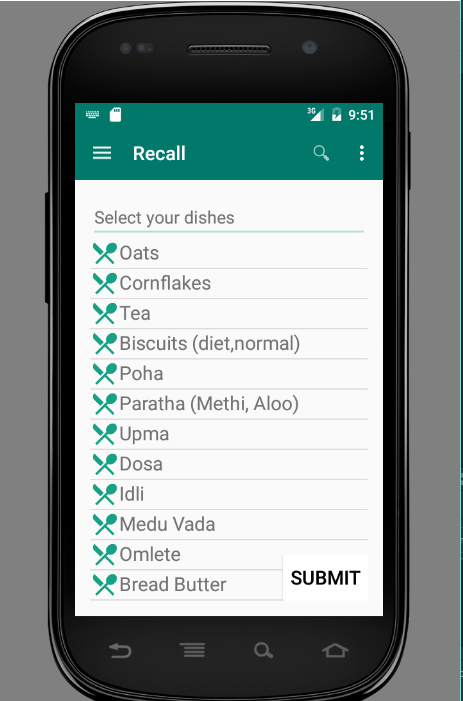 3G 9:51
Recall
Select your dishes
Oats
Cornflakes
Tea
Biscuits (diet,normal)
Poha
Paratha (Methi, Aloo)
Upma
Dosa
Idli
Medu Vada
Omlete
Bread Butter
SUBMIT